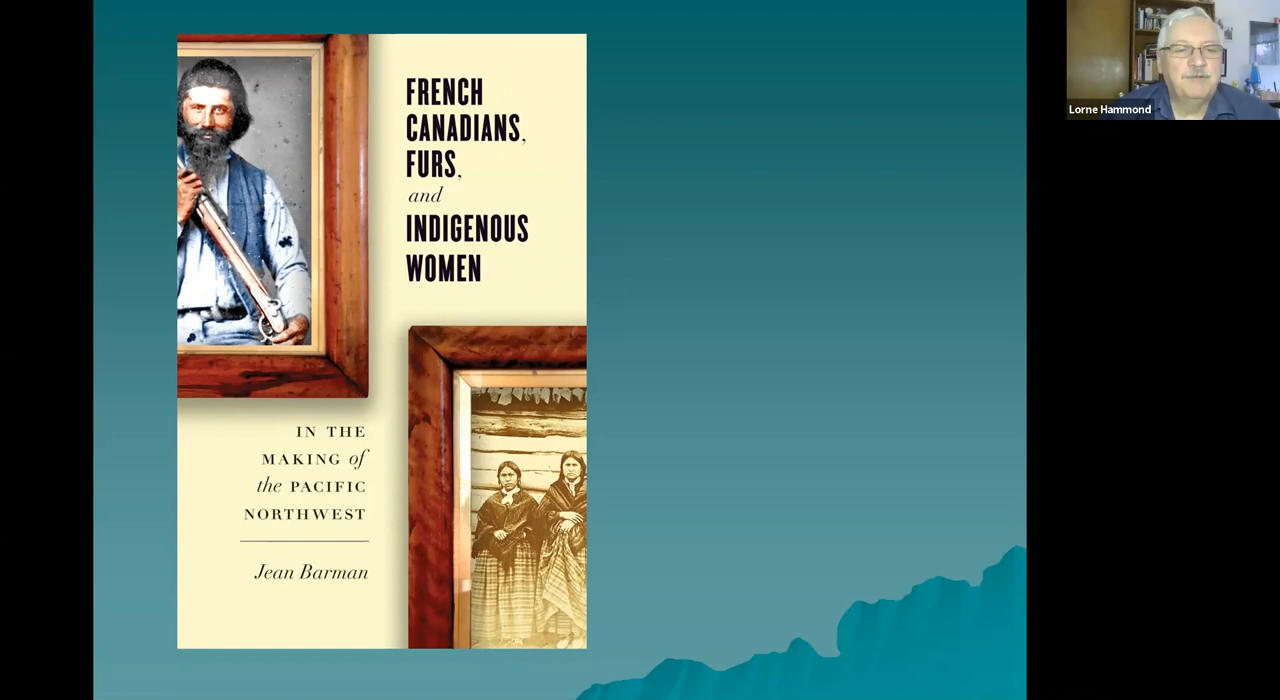 FRENCH
CANADIANS,
FURS,
and
INDIGENOUS
WOMEN
IN THE
MAKING of
the PACIFIC
NORTHWEST
Jean Barman
Lorne Hammond